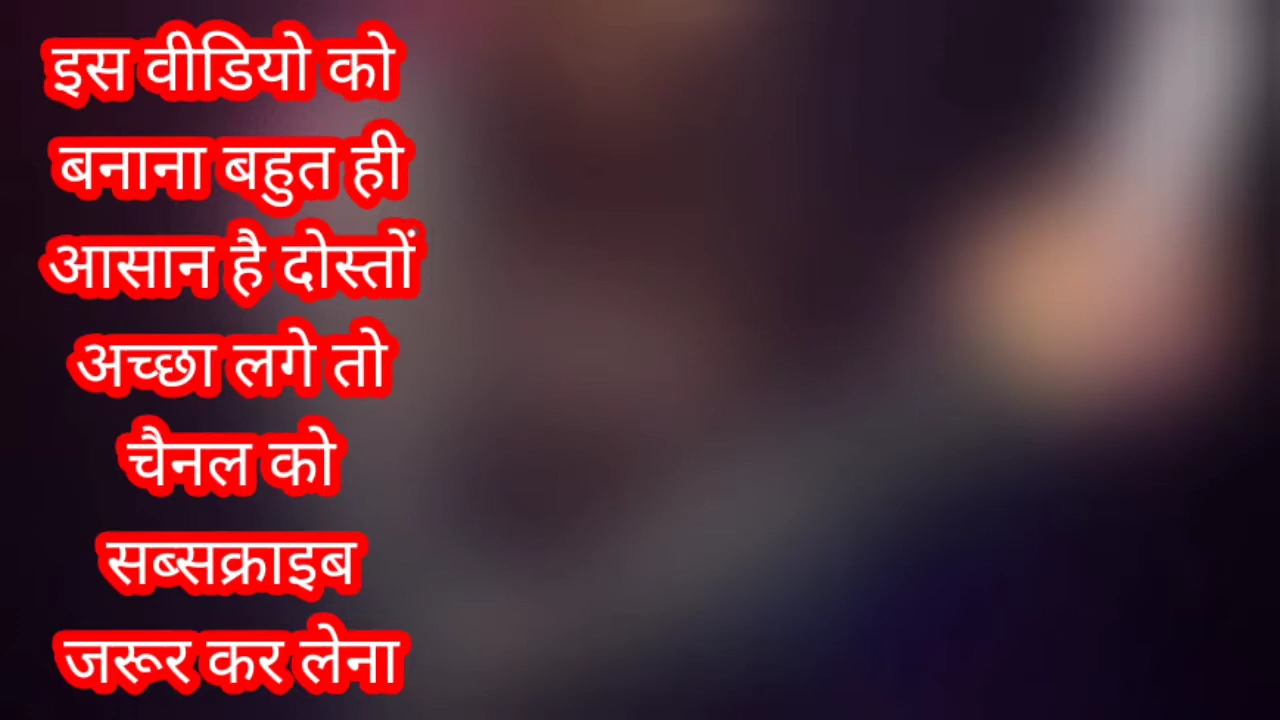 इस वीडियो को
बनाना बहुत ही
आसान है दोस्तों
अच्छा लगे तो
चैनल को
सब्सक्राइब
जरूर कर लेना